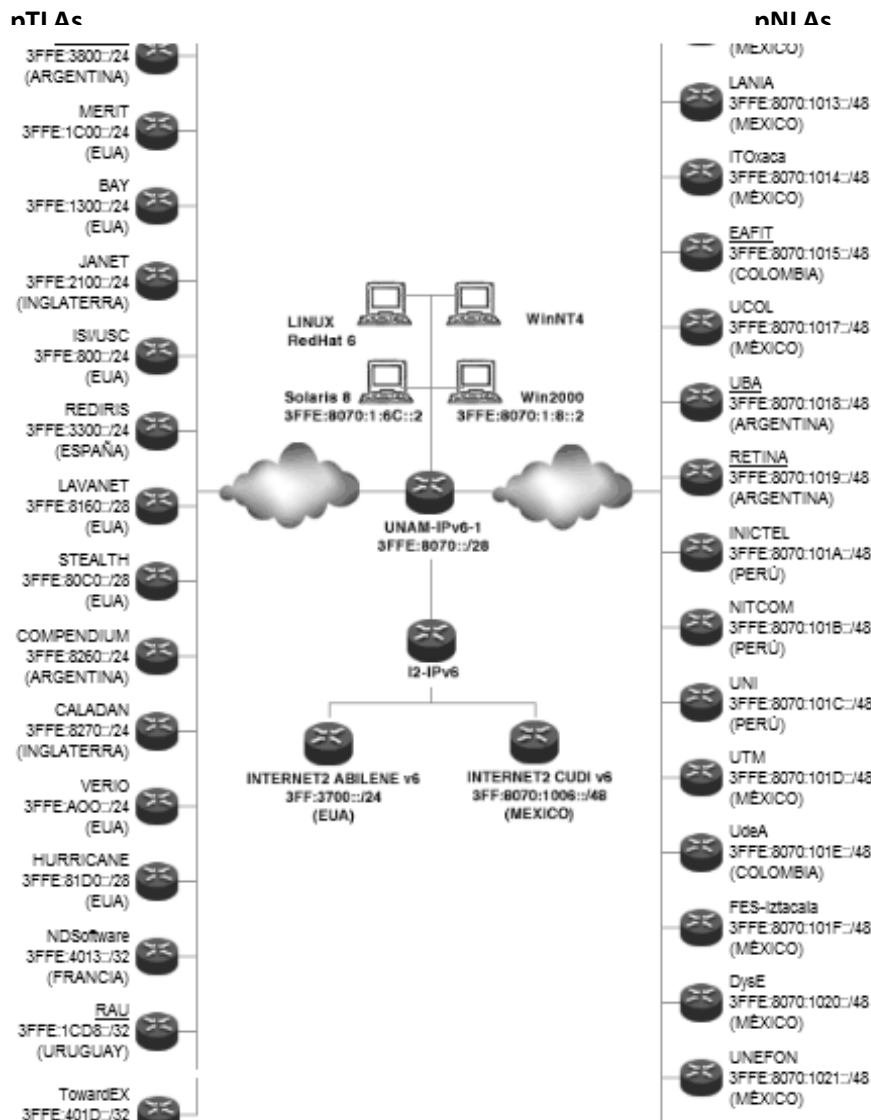 pTLAs
pNLAs
3FFE:3800::/24
(ARGENTINA)
MERIT
3FFE:1C00::/24
(EUA)
BAY
3FFE:1300::/24
(EUA)
JANET
3FFE:2100::/24
(INGLATERRA)
ISI/USC
3FFE:800::/24
(EUA)
REDIRIS
3FFE:3300::/24
(ESPAÑA)
LAVANET
3FFE:8160::/28
(EUA)
STEALTH
3FFE:80C0::/28
(EUA)
COMPENDIUM
3FFE:8260::/24
(ARGENTINA)
CALADAN
3FFE:8270::/24
(INGLATERRA)
VERIO
3FFE:AOO::/24
(EUA)
HURRICANE
3FFE:81D0::/28
(EUA)
NDSoftware
3FFE:4013::/32
(FRANCIA)
RAU
3FFE:1CD8::/32
(URUGUAY)
TowardEX
3FFE:401D::/32
LINUX
RedHat 6
WinNT4
Solaris 8
3FFE:8070:1:6C::2
Win2000
3FFE:8070:1:8::2
UNAM-IPv6-1
3FFE:8070::/28
I2-IPv6
INTERNET2 ABILENE v6
3FF:3700::/24
(EUA)
INTERNET2 CUDI v6
3FF:8070:1006::/48
(MEXICO)
(MEXICO)
LANIA
3FFE:8070:1013::/48
(MEXICO)
ITOxaca
3FFE:8070:1014::/48
(MÉXICO)
EAFIT
3FFE:8070:1015::/48
(COLOMBIA)
UCOL
3FFE:8070:1017::/48
(MÉXICO)
UBA
3FFE:8070:1018::/48
(ARGENTINA)
RETINA
3FFE:8070:1019::/48
(ARGENTINA)
INICTEL
3FFE:8070:101A::/48
(PERÚ)
NITCOM
3FFE:8070:101B::/48
(PERÚ)
UNI
3FFE:8070:101C::/48
(PERÚ)
UTM
3FFE:8070:101D::/48
(MÉXICO)
UdeA
3FFE:8070:101E::/48
(COLOMBIA)
FES-Iztacala
3FFE:8070:101F::/48
(MÉXICO)
DysE
3FFE:8070:1020::/48
(MÉXICO)
UNEFON
3FFE:8070:1021::/48
(MÉXICO)